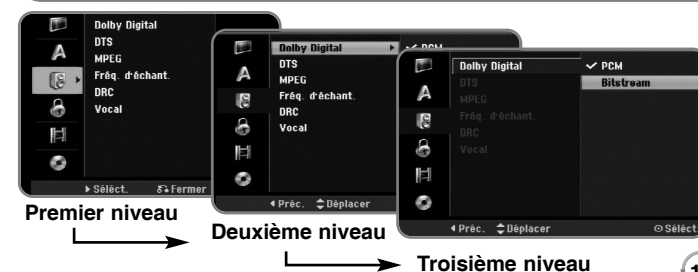 Dolby Digital
DTS
MPEG
Fréq. d'échant.
DRC
Vocal
Séléct. Fermer
Premier niveau
Dolby Digital
DTS
MPEG
Fréq. d'échant.
DRC
Vocal
Préc. Déplacer
Deuxième niveau
Dolby Digital PCM
DTS Bitstream
MPEG
Fréq. d'échant.
DRC
Vocal
Préc. Déplacer Séléct.
Troisième niveau